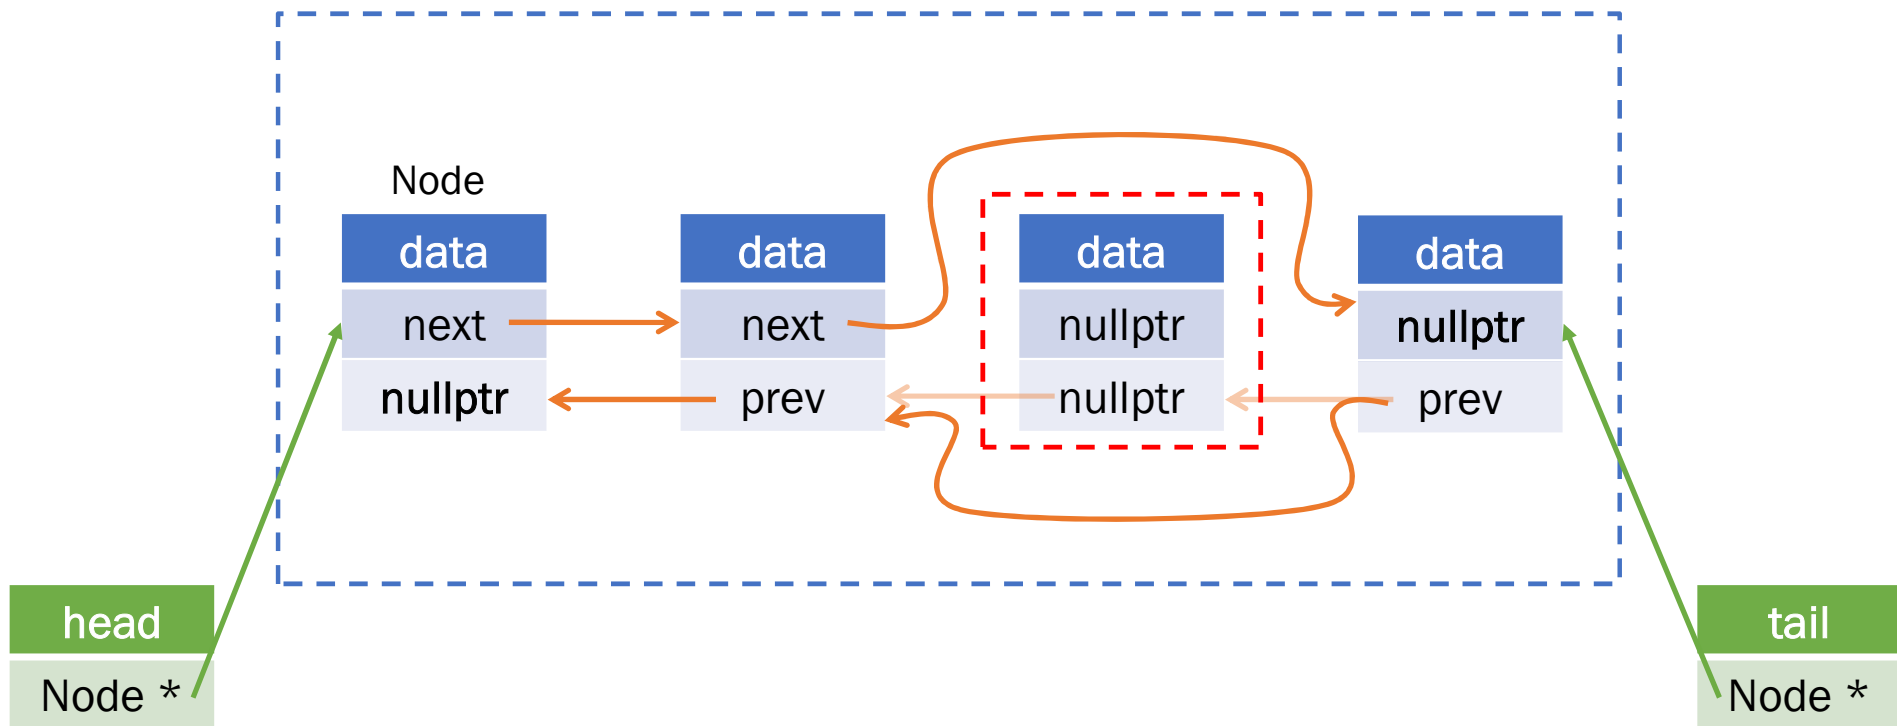 Node
data
next
nullptr
data
next
prev
data
nullptr
nullptr
data
nullptr
prev
head
Node *
tail
Node *